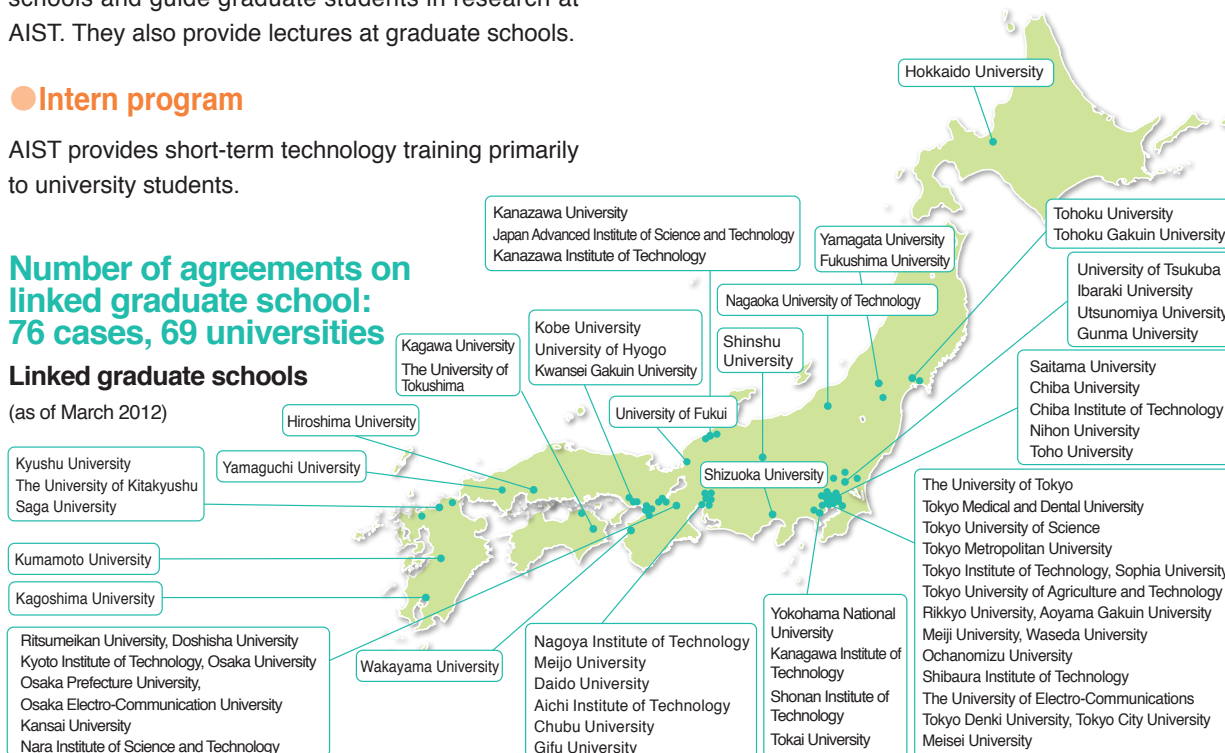 schools and guide graduate students in research at
AIST. They also provide lectures at graduate schools.
Intern program
AIST provides short-term technology training primarily
to university students.
Number of agreements on
linked graduate school:
76 cases, 69 universities
Linked graduate schools
(as of March 2012)
Hokkaido University
Kanazawa University
Japan Advanced Institute of Science and Technology
Kanazawa Institute of Technology
Yamagata University
Fukushima University
Tohoku University
Tohoku Gakuin University
Nagaoka University of Technology
University of Tsukuba
Ibaraki University
Utsunomiya University
Gunma University
Kagawa University
The University of
Tokushima
Kobe University
University of Hyogo
Kwansei Gakuin University
Shinshu
University
Saitama University
Chiba University
Chiba Institute of Technology
Nihon University
Toho University
University of Fukui
Hiroshima University
Yamaguchi University
Shizuoka University
Kyushu University
The University of Kitakyushu
Saga University
Kumamoto University
Kagoshima University
Ritsumeikan University, Doshisha University
Kyoto Institute of Technology, Osaka University
Osaka Prefecture University,
Osaka Electro-Communication University
Kansai University
Nara Institute of Science and Technology
Wakayama University
Nagoya Institute of Technology
Meijo University
Daido University
Aichi Institute of Technology
Chubu University
Gifu University
Yokohama National
University
Kanagawa Institute of
Technology
Shonan Institute of
Technology
Tokai University
The University of Tokyo
Tokyo Medical and Dental University
Tokyo University of Science
Tokyo Metropolitan University
Tokyo Institute of Technology, Sophia University
Tokyo University of Agriculture and Technology
Rikkyo University, Aoyama Gakuin University
Meiji University, Waseda University
Ochanomizu University
Shibaura Institute of Technology
The University of Electro-Communications
Tokyo Denki University, Tokyo City University
Meisei University